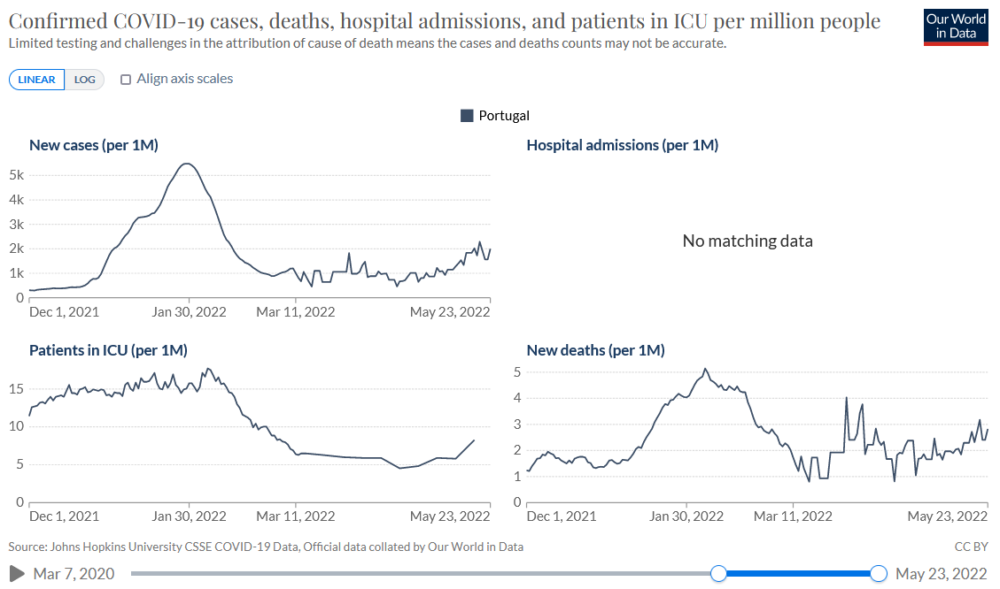 Confirmed COVID-19 cases, deaths, hospital admissions, and patients in ICU per million people
Our World
in Data
Limited testing and challenges in the attribution of cause of death means the cases and deaths counts may not be accurate.
LINEAR LOG Align axis scales
Portugal
New cases (per 1M)
5k
4k
3k
2k
1k
0
Dec 1, 2021 Jan 30, 2022 Mar 11, 2022 May 23, 2022
Hospital admissions (per 1M)
No matching data
Patients in ICU (per 1M)
15
10
5
0
Dec 1, 2021 Jan 30, 2022 Mar 11, 2022 May 23, 2022
New deaths (per 1M)
5
4
3
2
1
0
Dec 1, 2021 Jan 30, 2022 Mar 11, 2022 May 23, 2022
Source: Johns Hopkins University CSSE COVID-19 Data, Official data collated by Our World in Data
CC BY
Mar 7, 2020 May 23, 2022